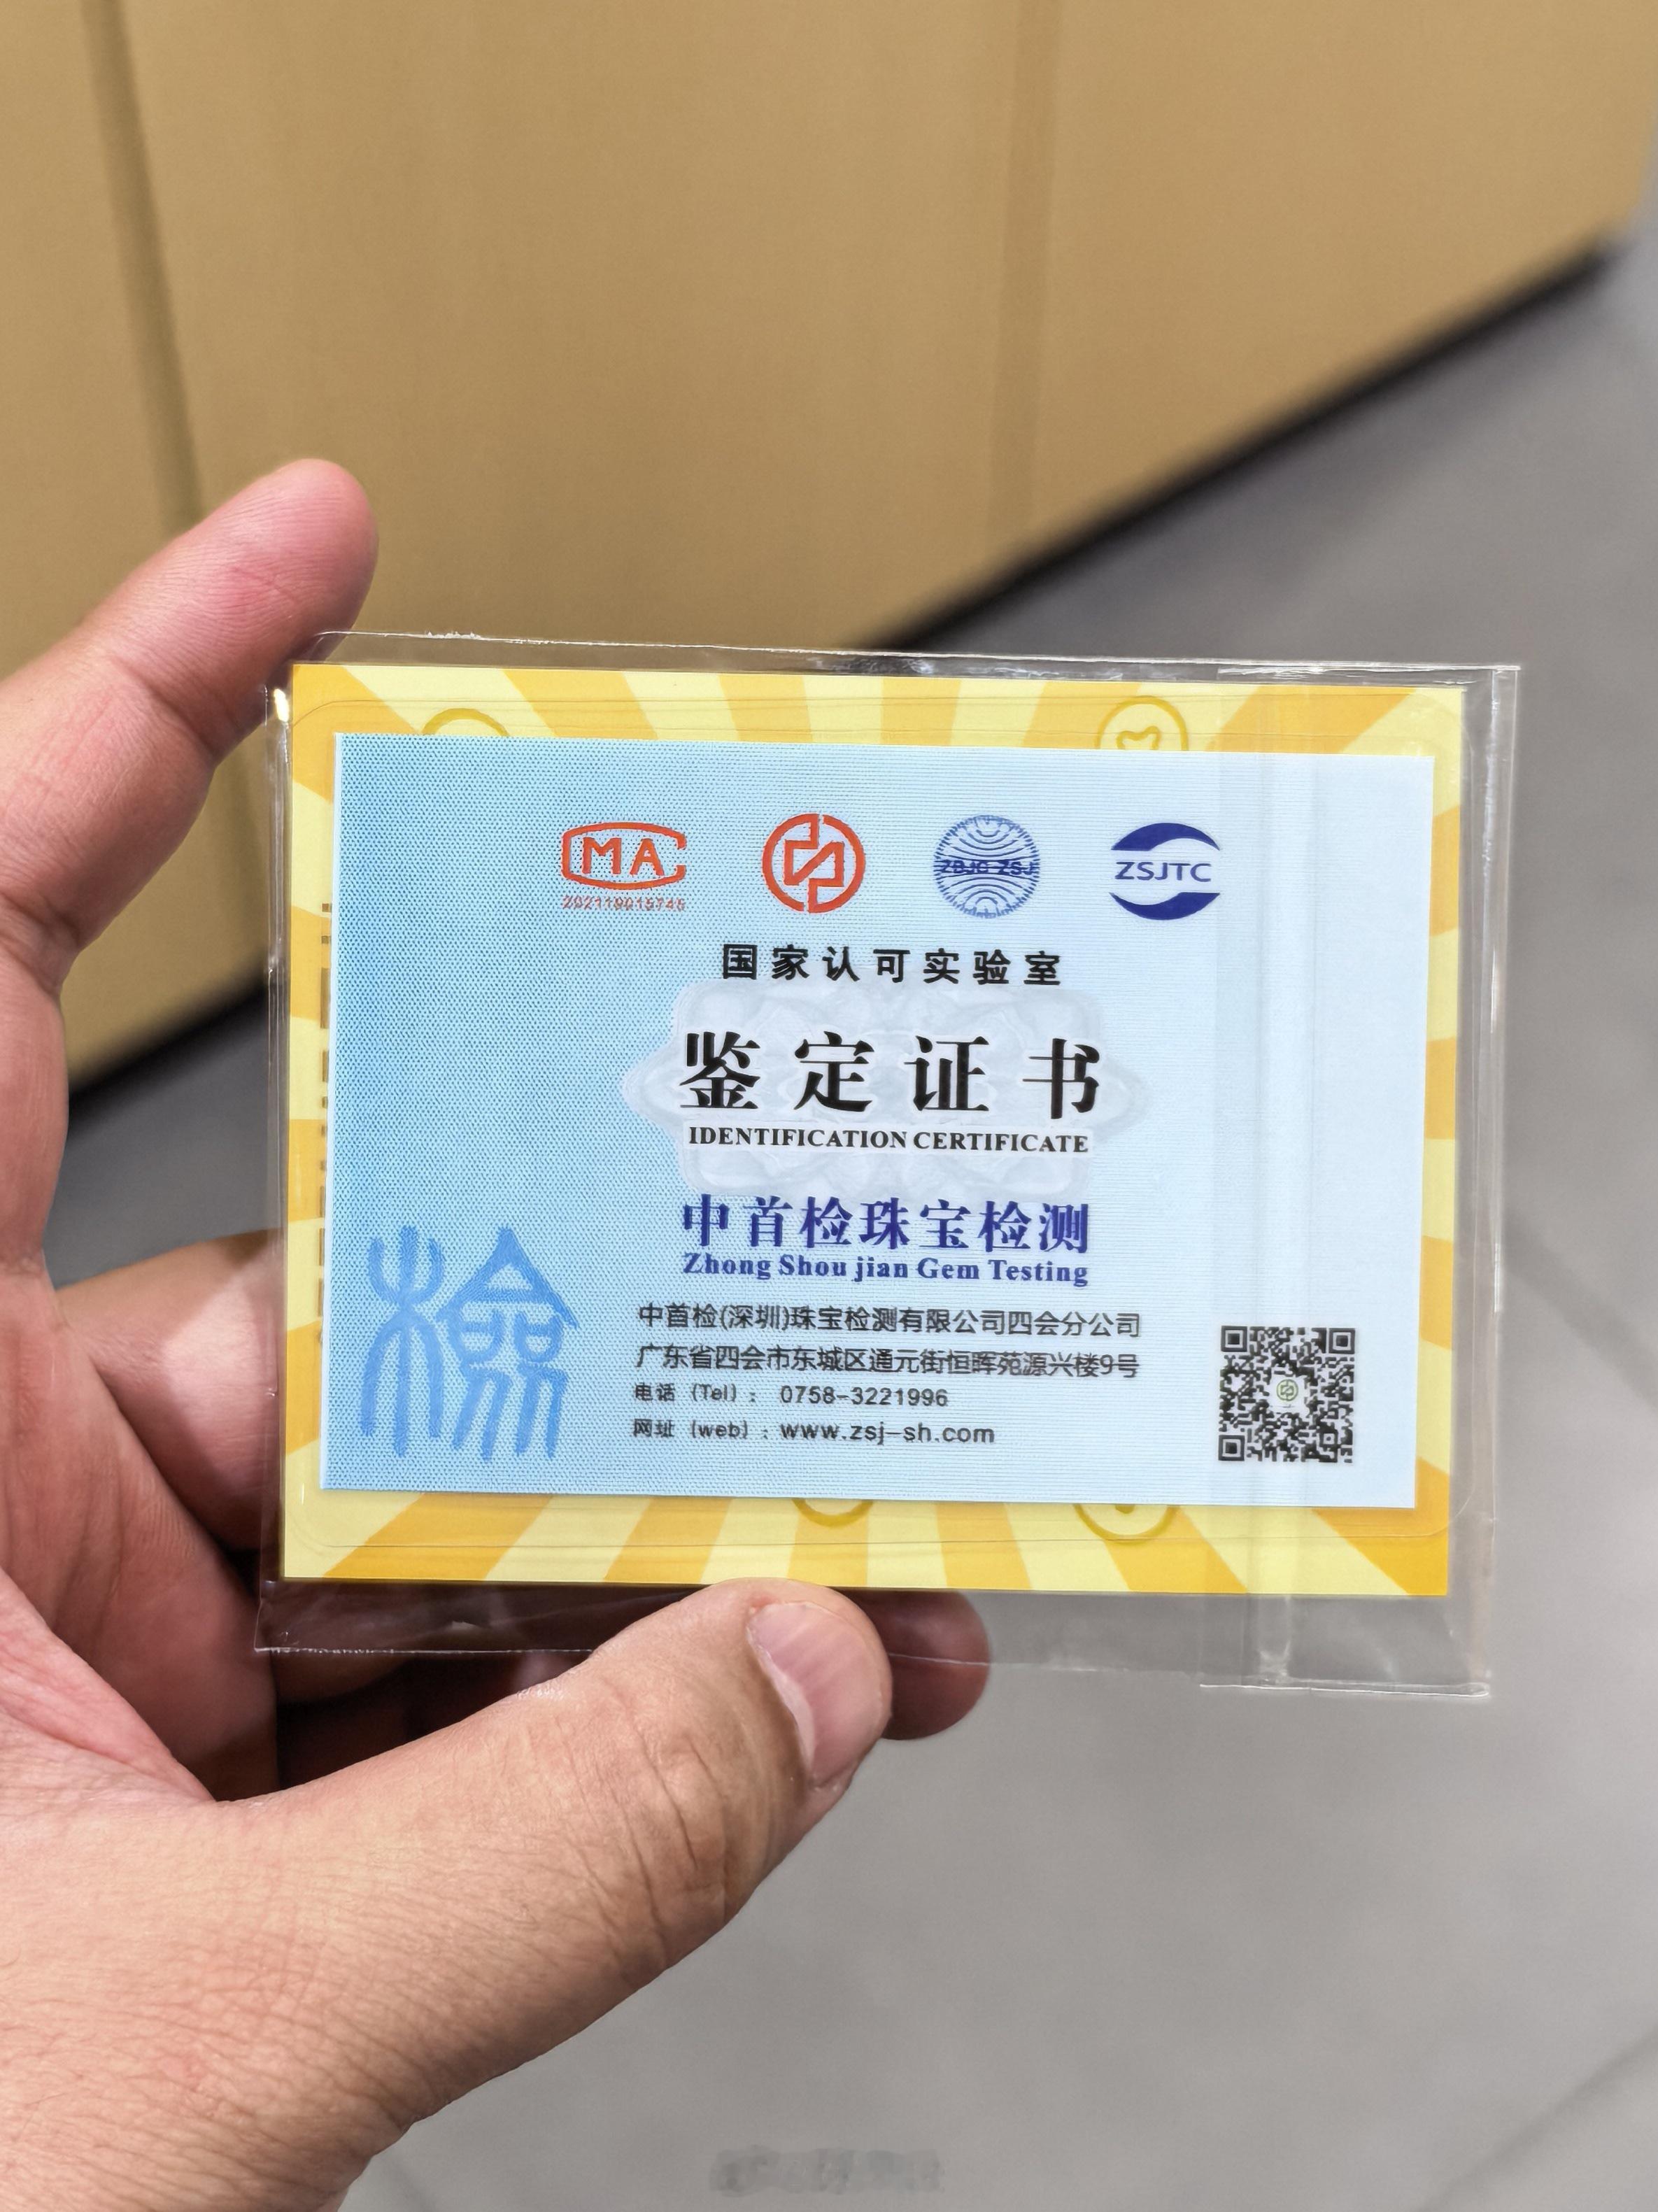 MA
202119015746
ZBJC ZSJ
ZSJTC
国家认可实验室
鉴定证书
IDENTIFICATION CERTIFICATE
中首检珠宝检测
Zhong Shou jian Gem Testing
檢
中首检(深圳)珠宝检测有限公司四会分公司
广东省四会市东城区通元街恒晖苑源兴楼9号
电话（Tel）：0758-3221996
网址（web）：www.zsj-sh.com